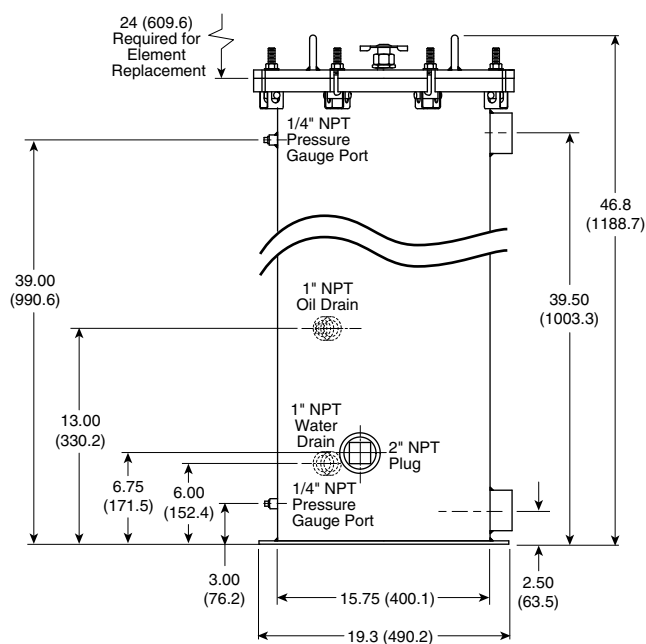 24 (609.6)
Required for
Element
Replacement
1/4" NPT
Pressure
Gauge Port
46.8
(1188.7)
39.00
(990.6)
39.50
(1003.3)
1" NPT
Oil Drain
13.00
(330.2)
1" NPT
Water
Drain
2" NPT
Plug
6.75
(171.5)
6.00
(152.4)
1/4" NPT
Pressure
Gauge Port
3.00
(76.2)
2.50
(63.5)
15.75 (400.1)
19.3 (490.2)